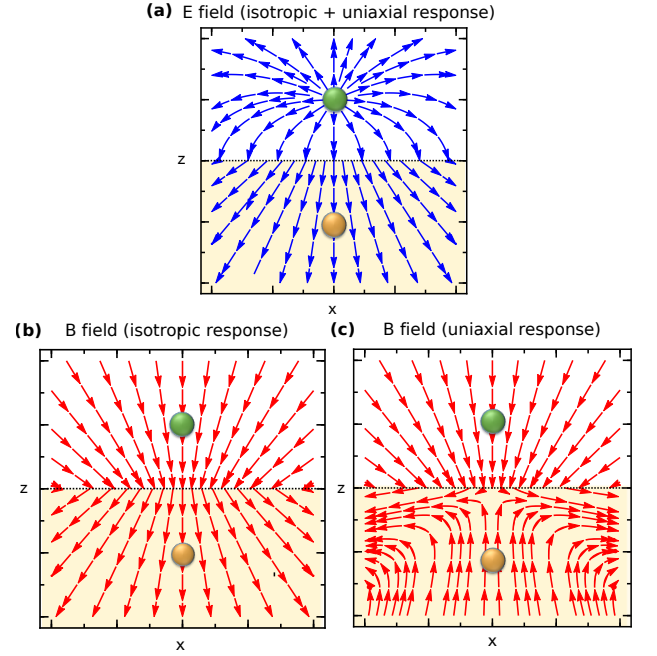 (a) E field (isotropic + uniaxial response)
z
x
(b) B field (isotropic response)
(c) B field (uniaxial response)
z
z
x
x